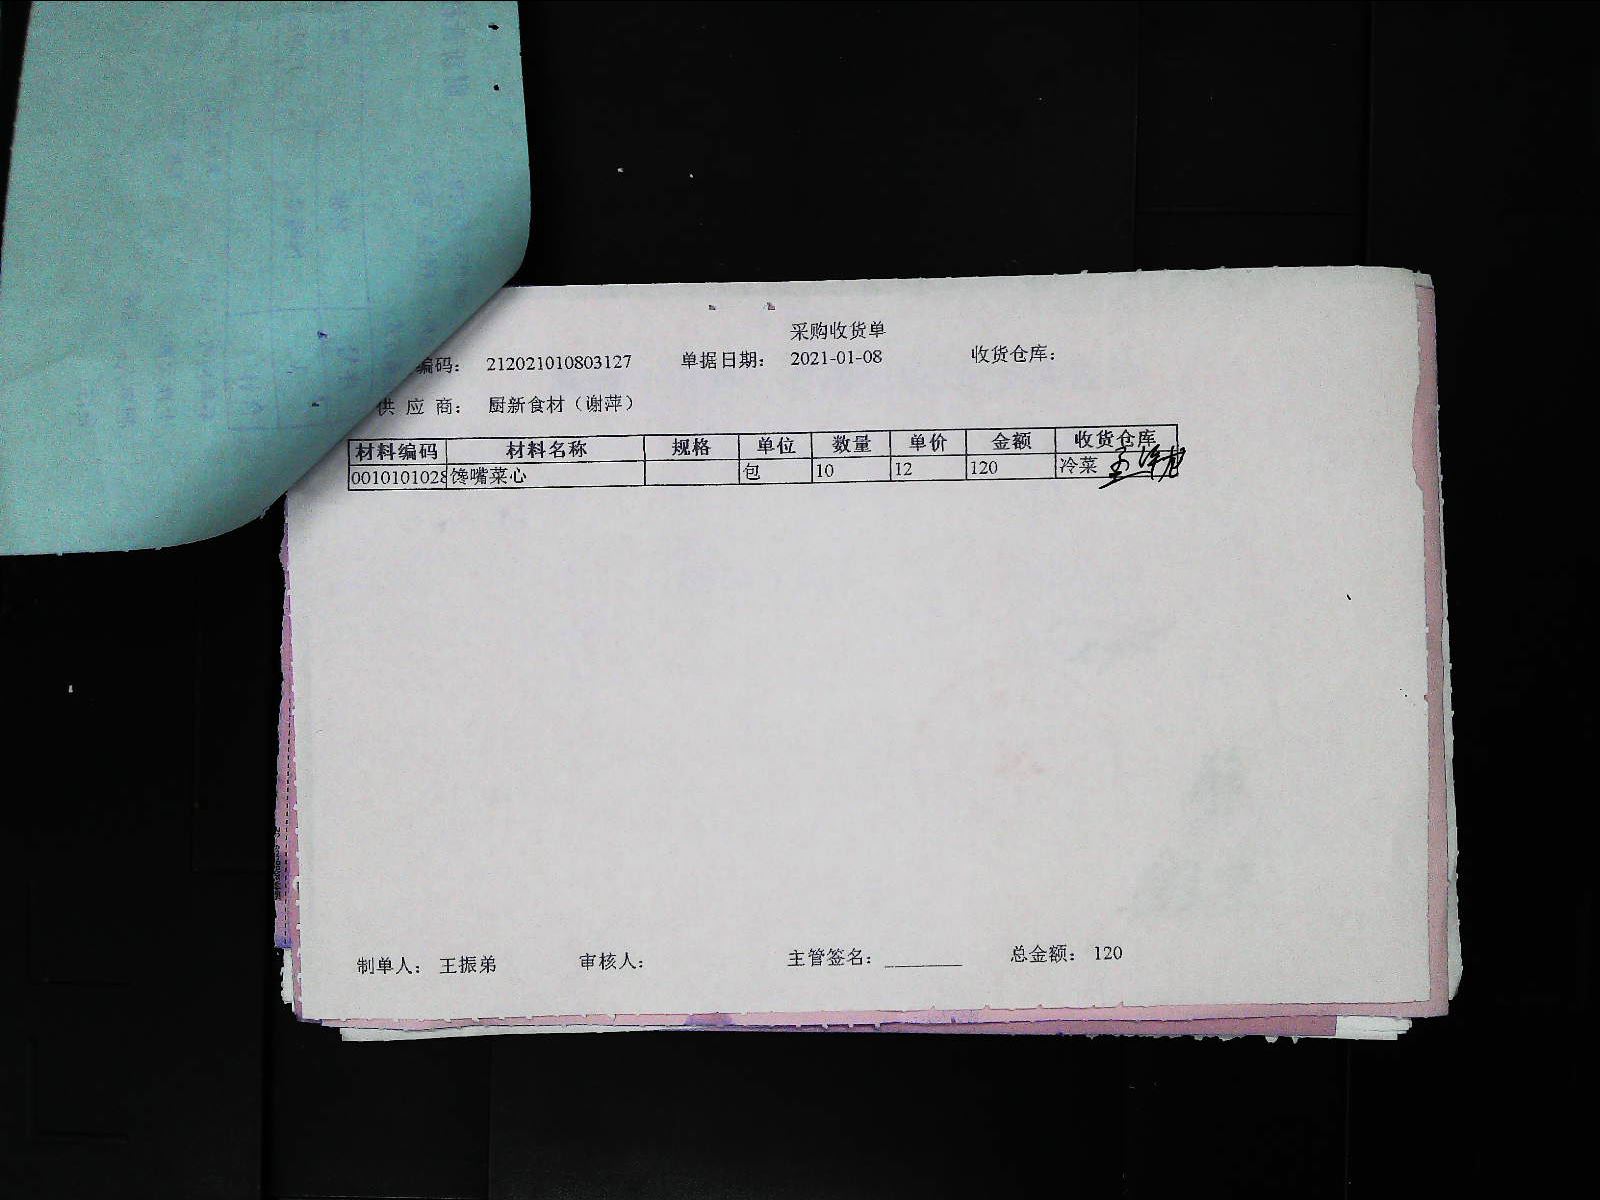 采购收货单
编码： 212021010803127 单据日期： 2021-01-08 收货仓库：
供 应 商： 厨新食材（谢萍）
材料编码 材料名称 规格 单位 数量 单价 金额 收货仓库
0010101028 馋嘴菜心 包 10 12 120 冷菜
制单人： 王振弟 审核人： 主管签名： ________ 总金额： 120